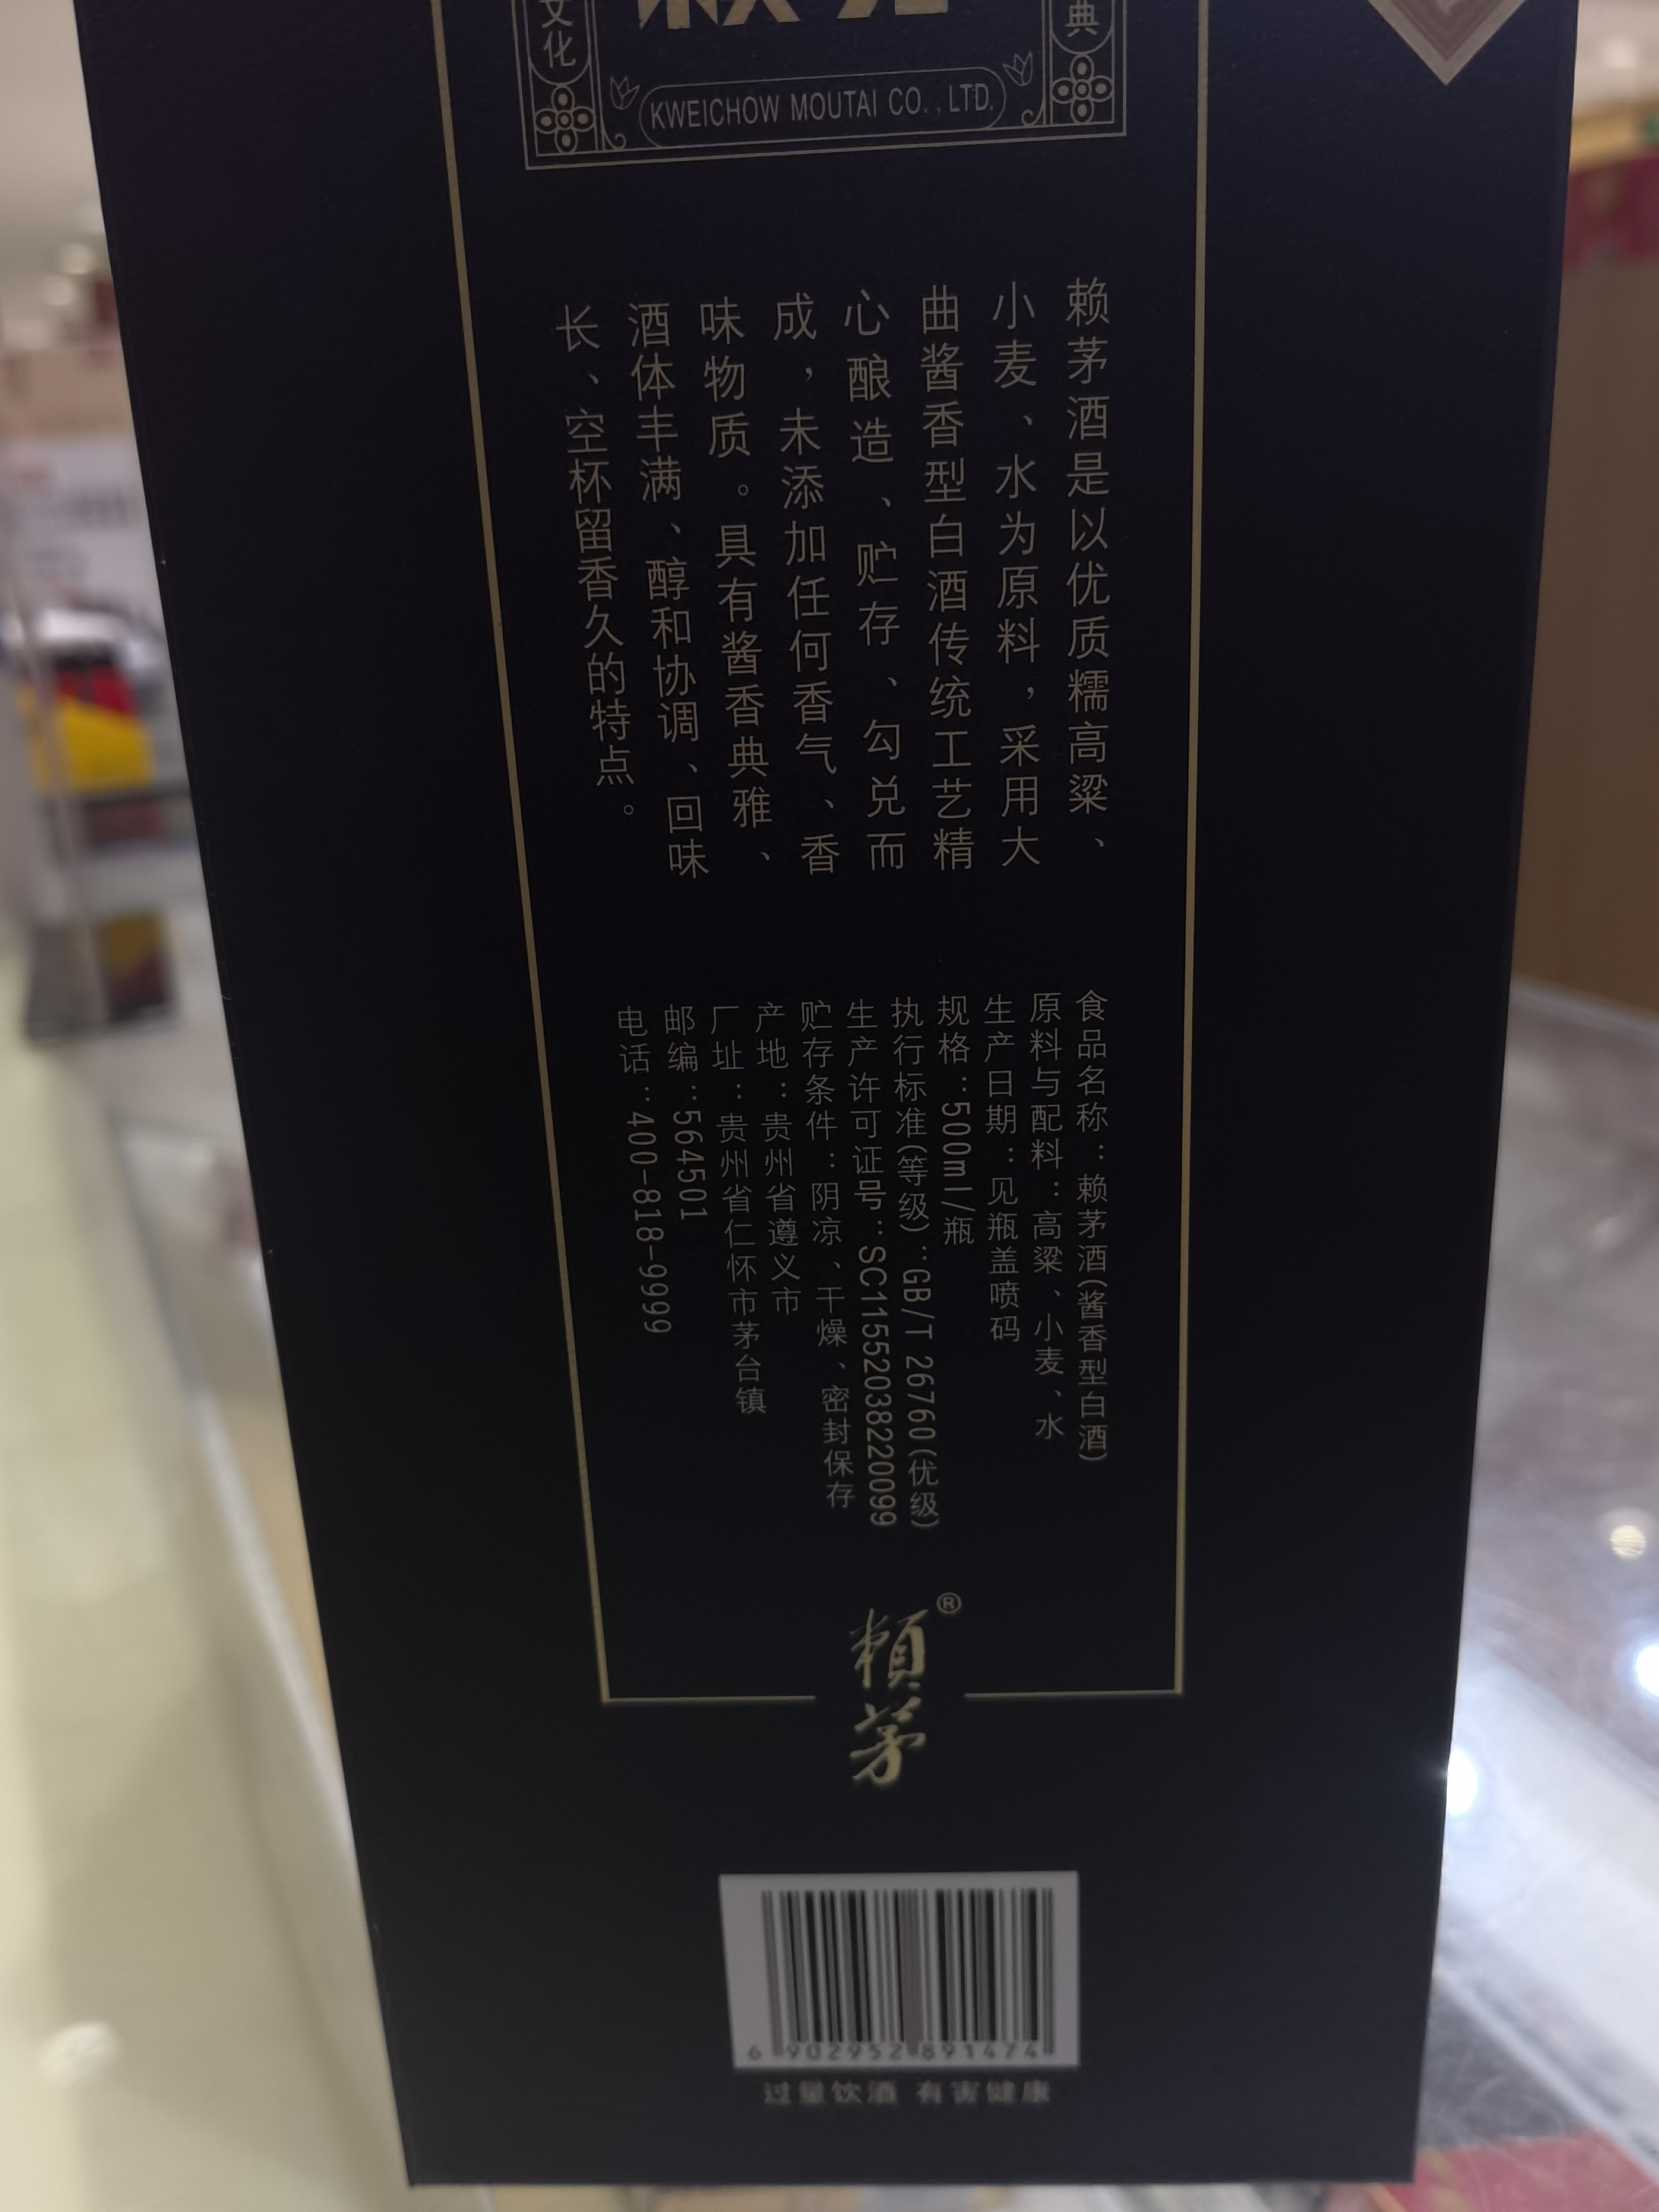 文化
典
KWEICHOW MOUTAI CO.,LTD.
赖茅酒是以优质糯高粱、
小麦、水为原料，采用大
曲酱香型白酒传统工艺精
心酿造、贮存、勾兑而
成，未添加任何香气、香
味物质。具有酱香典雅、
酒体丰满、醇和协调、回味
长、空杯留香久的特点。
食品名称：赖茅酒(酱香型白酒)
原料与配料：高粱、小麦、水
生产日期：见瓶盖喷码
规格：500ml/瓶
执行标准(等级)：GB/T 26760(优级)
生产许可证号：SC11552038220099
贮存条件：阴凉、干燥、密封保存
产地：贵州省遵义市
厂址：贵州省仁怀市茅台镇
邮编：564501
电话：400-818-9999
賴茅®
6 902952 891474
过量饮酒 有害健康